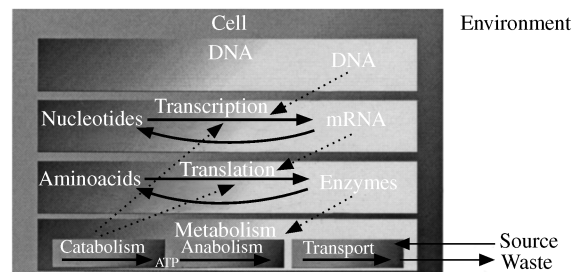 Cell Environment
DNA
DNA
Transcription
Nucleotides mRNA
Translation
Aminoacids Enzymes
Metabolism
Catabolism ATP Anabolism Transport
Source
Waste